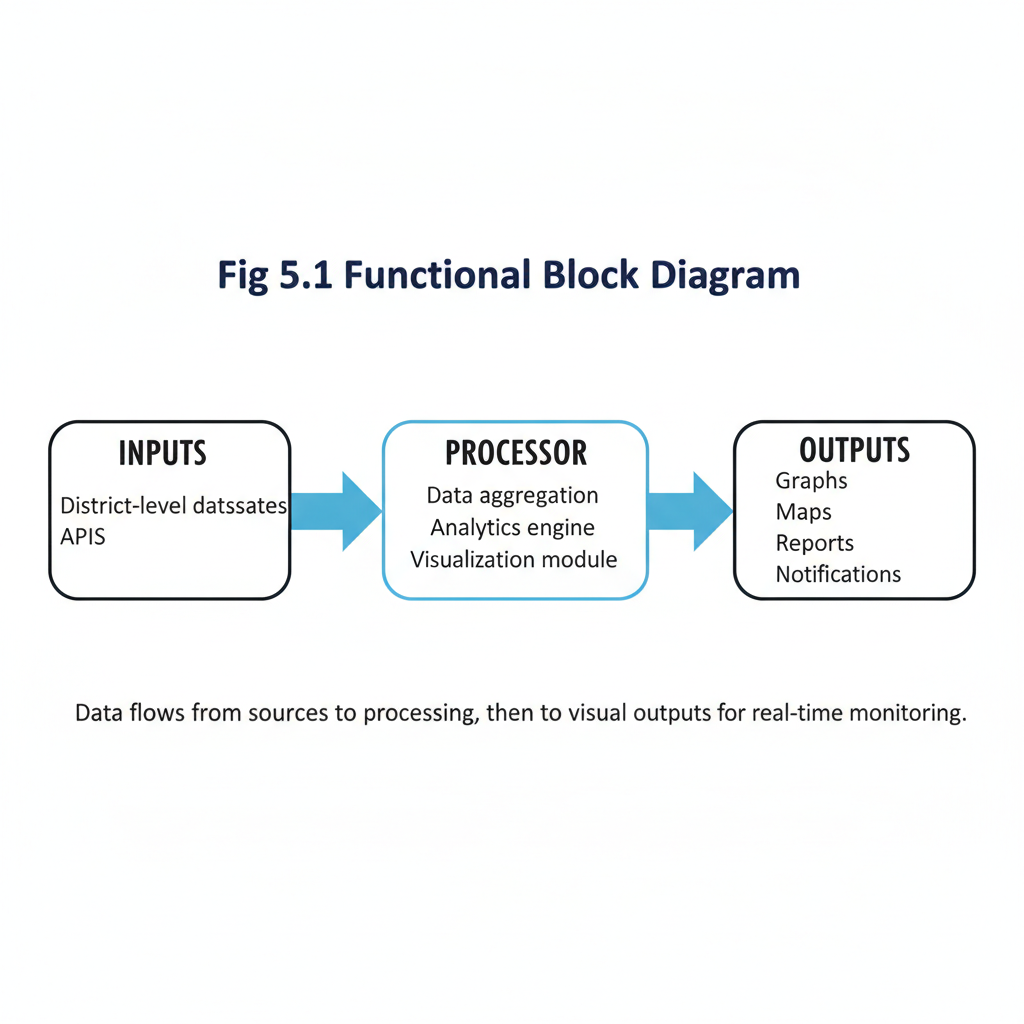 Fig 5.1 Functional Block Diagram
INPUTS
District-level datssates
APIS
PROCESSOR
Data aggregation
Analytics engine
Visualization module
OUTPUTS
Graphs
Maps
Reports
Notifications
Data flows from sources to processing, then to visual outputs for real-time monitoring.